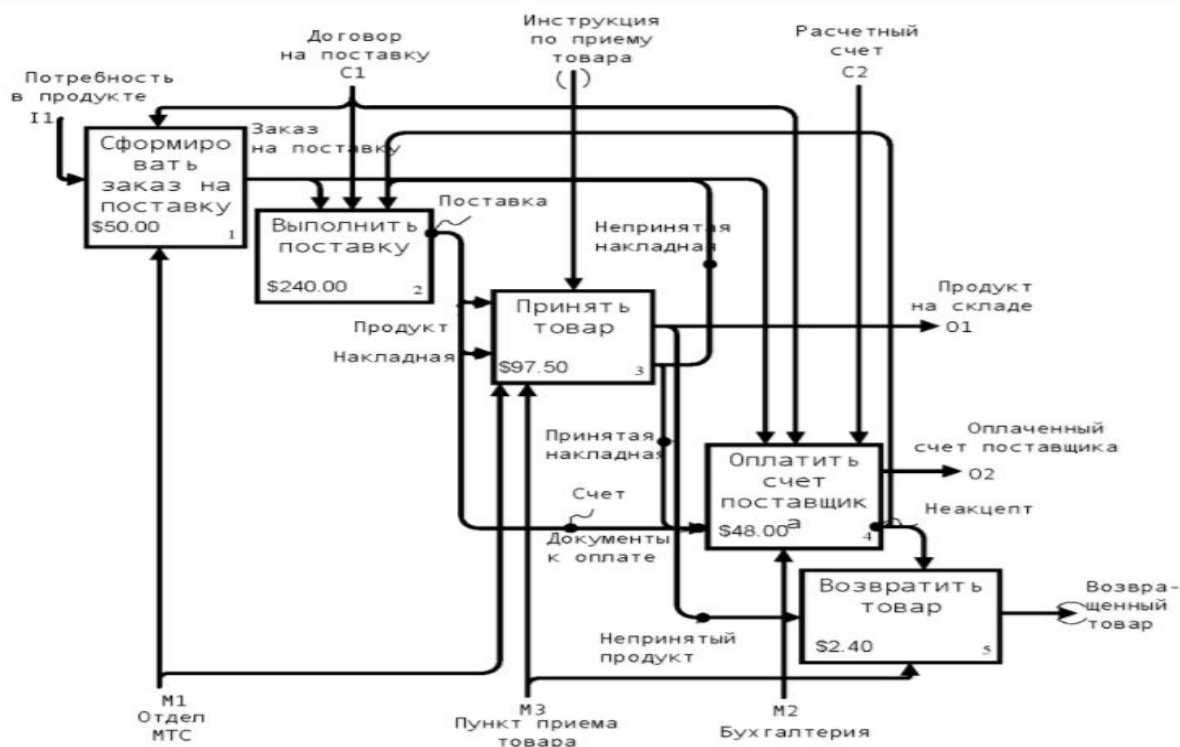 Договор
на поставку
C1
Инструкция
по приему
товара
( )
Расчетный
счет
C2
Потребность
в продукте
I1
Сформиро
вать
заказ на
поставку
$50.00
1
Заказ
на поставку
Выполнить
поставку
$240.00
2
Поставка
Непринятая
накладная
Принять
товар
$97.50
3
Продукт
Накладная
Продукт
на складе
O1
Принятая
накладная
Оплатить
счет
поставщик
а
$48.00
4
Оплаченный
счет поставщика
O2
Счет
Документы
к оплате
Неакцепт
Возвратить
товар
$2.40
5
Возвра-
щенный
товар
Непринятый
продукт
M1
Отдел
МТС
M3
Пункт приема
товара
M2
Бухгалтерия